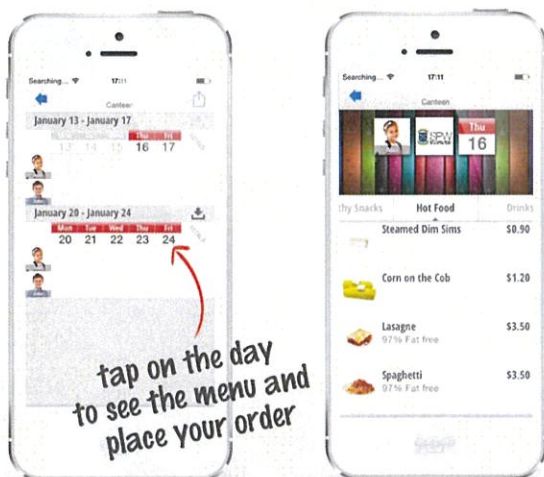 Searching... 17:11
Canteen
January 13 - January 17
Thu Fri
13 14 15 16 17
January 20 - January 24
Mon Tue Wed Thu Fri
20 21 22 23 24
tap on the day
to see the menu and
place your order
Searching... 17:11
Canteen
Thu
16
thy Snacks Hot Food Drinks
Steamed Dim Sims $0.90
Corn on the Cob $1.20
Lasagne $3.50
97% Fat free
Spaghetti $3.50
97% Fat free